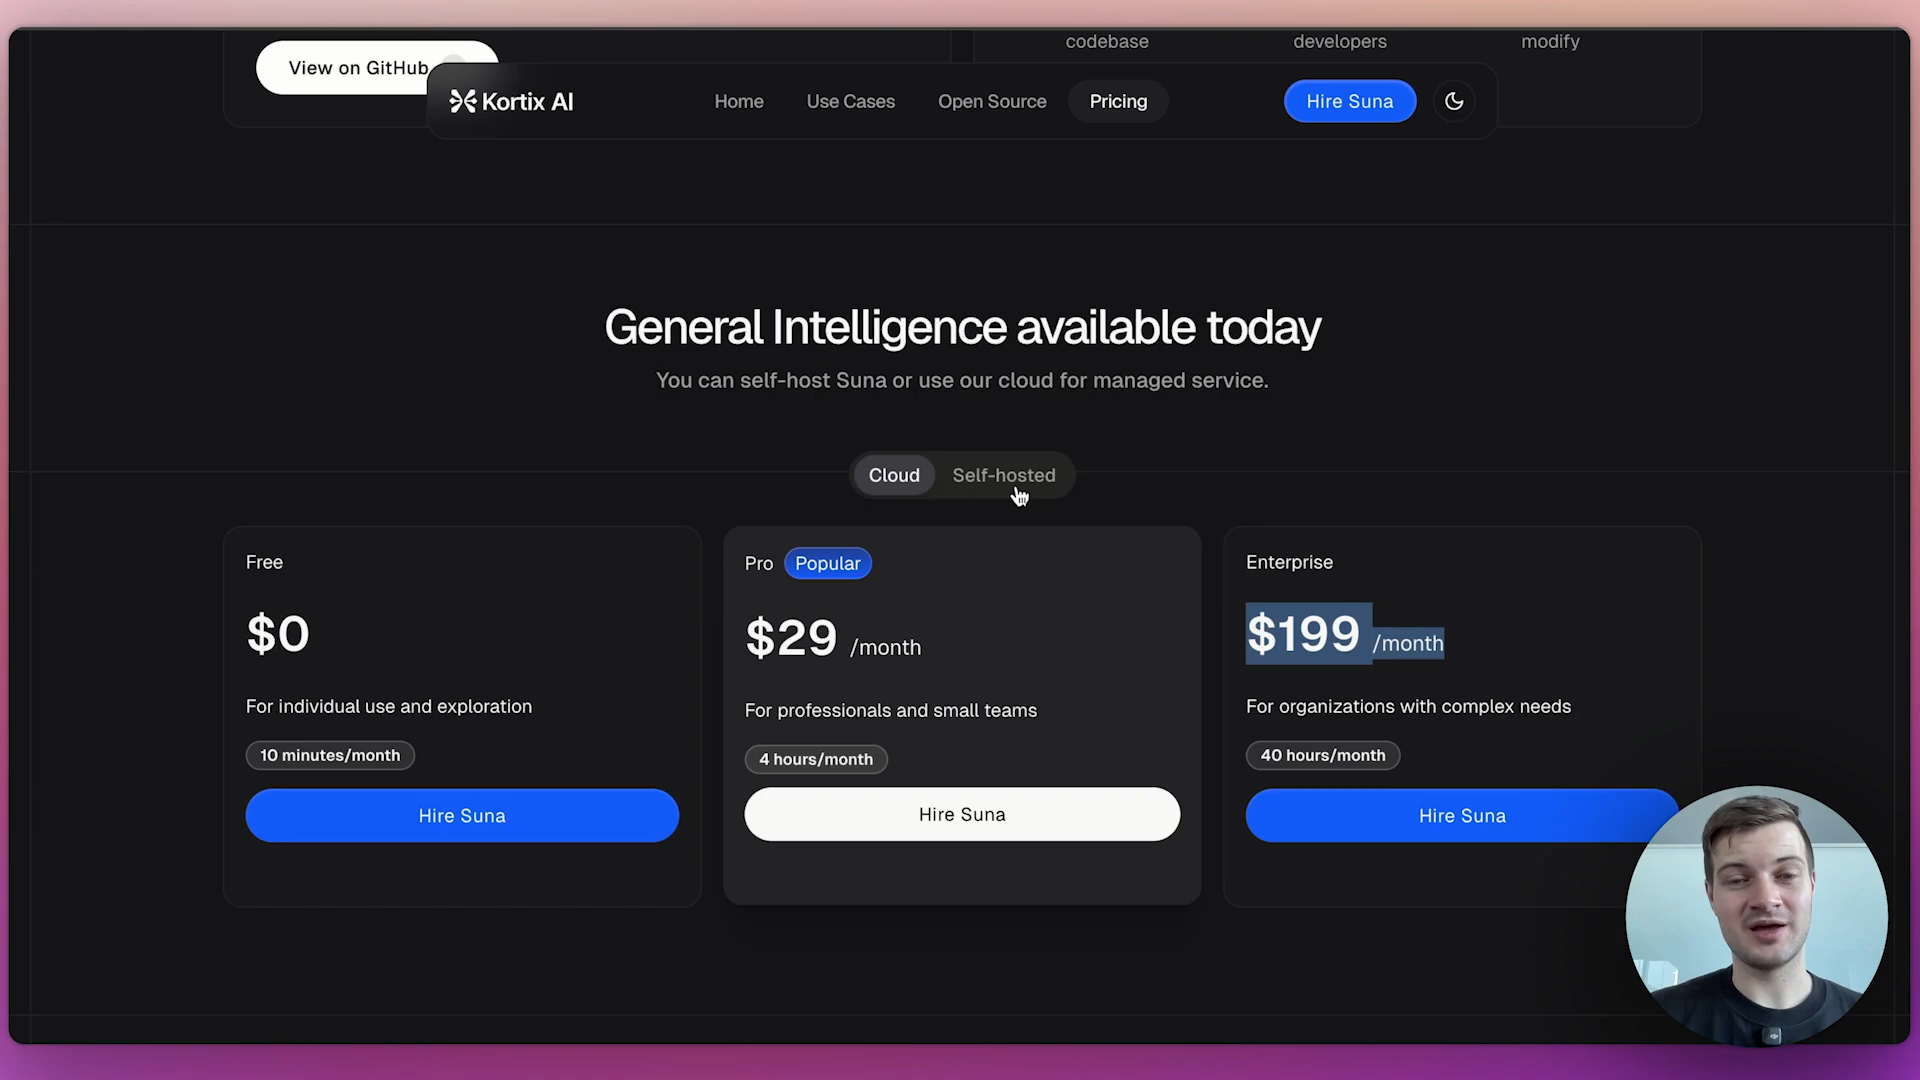 codebase developers modify
View on GitHub
Kortix AI Home Use Cases Open Source Pricing Hire Suna
General Intelligence available today
You can self-host Suna or use our cloud for managed service.
Cloud Self-hosted
Free
$0
For individual use and exploration
10 minutes/month
Hire Suna
Pro Popular
$29 /month
For professionals and small teams
4 hours/month
Hire Suna
Enterprise
$199 /month
For organizations with complex needs
40 hours/month
Hire Suna